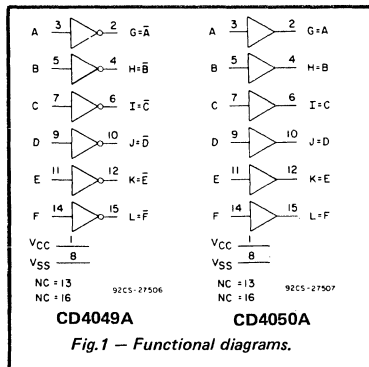 A 3 2 G=A̅
B 5 4 H=B̅
C 7 6 I=C̅
D 9 10 J=D̅
E 11 12 K=E̅
F 14 15 L=F̅
VCC 1
VSS 8
NC =13
NC =16
92CS-27506
CD4049A
A 3 2 G=A
B 5 4 H=B
C 7 6 I=C
D 9 10 J=D
E 11 12 K=E
F 14 15 L=F
VCC 1
VSS 8
NC =13
NC =16
92CS-27507
CD4050A
Fig.1 — Functional diagrams.